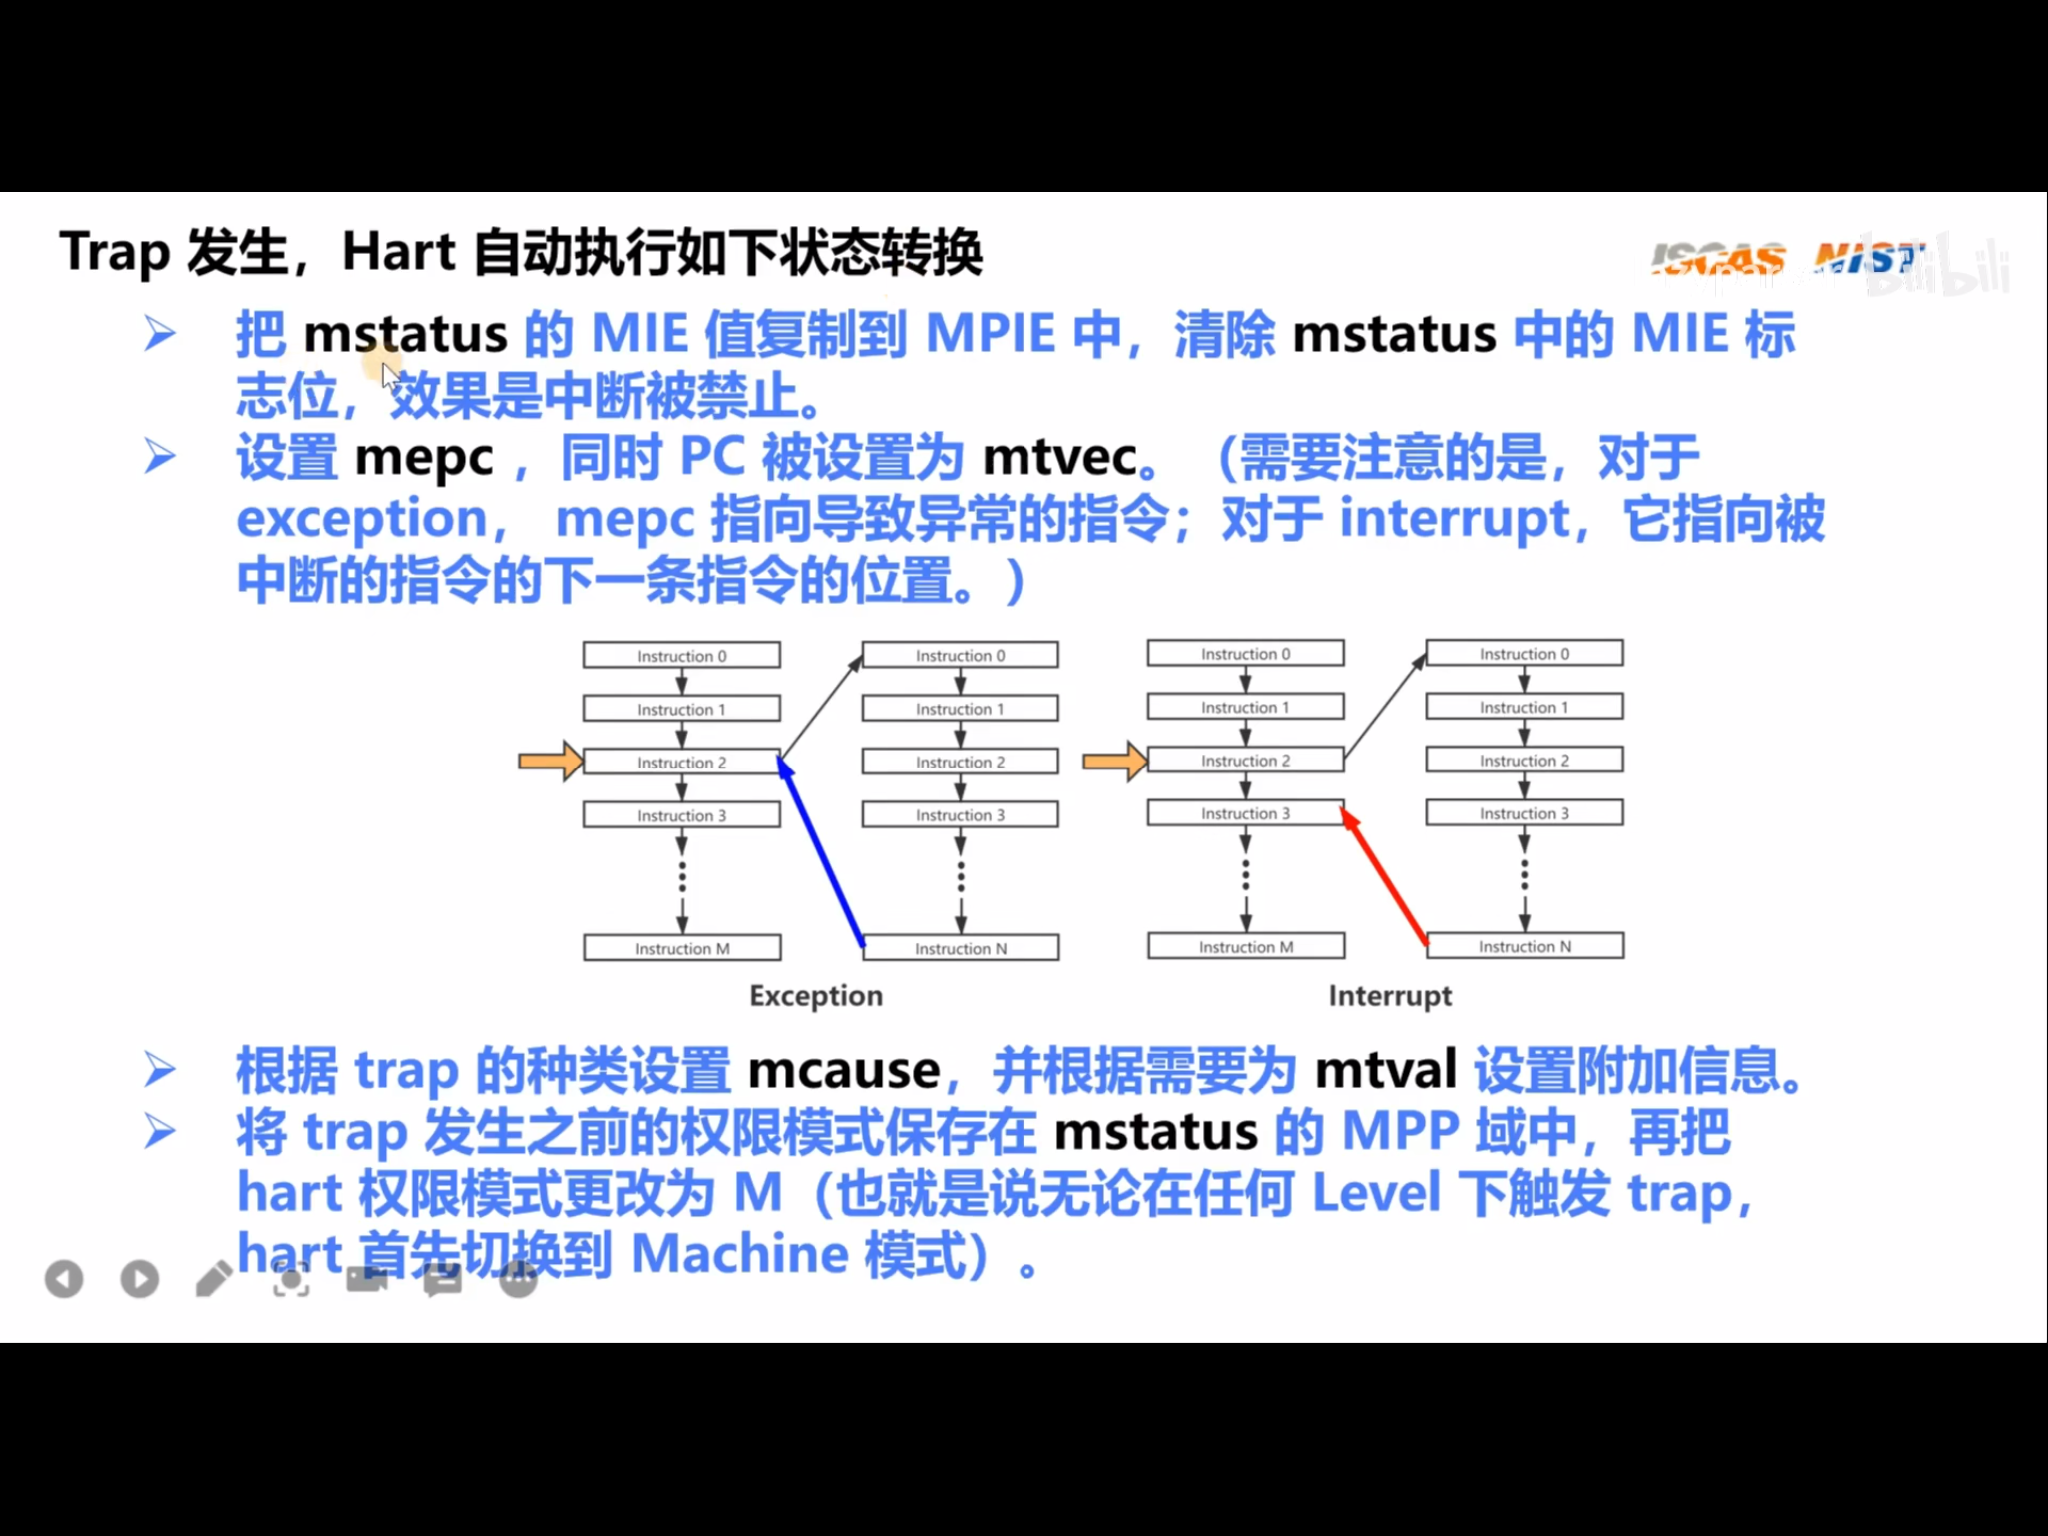 Trap 发生，Hart 自动执行如下状态转换
ISCAS
bilibili
把 mstatus 的 MIE 值复制到 MPIE 中，清除 mstatus 中的 MIE 标
志位，效果是中断被禁止。
设置 mepc ，同时 PC 被设置为 mtvec。（需要注意的是，对于
exception， mepc 指向导致异常的指令；对于 interrupt，它指向被
中断的指令的下一条指令的位置。）
Instruction 0
Instruction 1
Instruction 2
Instruction 3
Instruction M
Instruction 0
Instruction 1
Instruction 2
Instruction 3
Instruction N
Exception
Instruction 0
Instruction 1
Instruction 2
Instruction 3
Instruction M
Instruction 0
Instruction 1
Instruction 2
Instruction 3
Instruction N
Interrupt
根据 trap 的种类设置 mcause，并根据需要为 mtval 设置附加信息。
将 trap 发生之前的权限模式保存在 mstatus 的 MPP 域中，再把
hart 权限模式更改为 M（也就是说无论在任何 Level 下触发 trap，
hart 首先切换到 Machine 模式）。